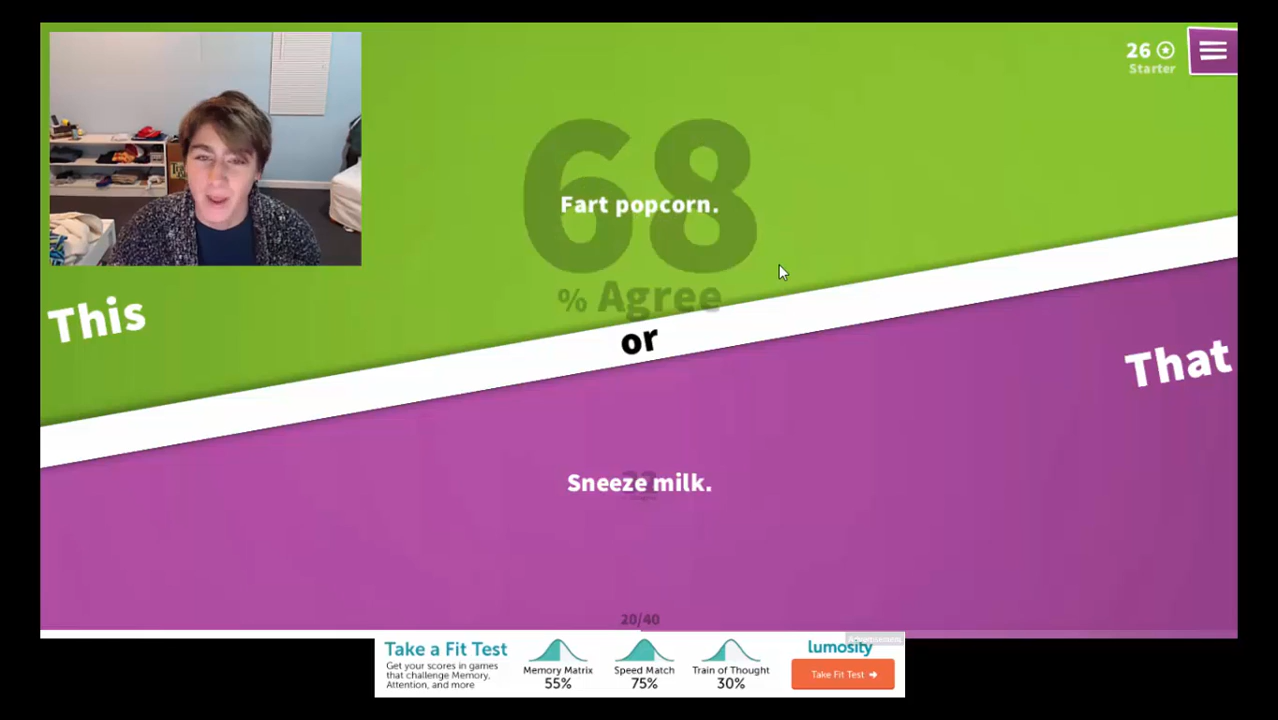 26
Starter
68
Fart popcorn.
% Agree
This
or
That
Sneeze milk.
20/40
Advertisement
Take a Fit Test
Get your scores in games
that challenge Memory,
Attention, and more
Memory Matrix
55%
Speed Match
75%
Train of Thought
30%
lumosity
Take Fit Test